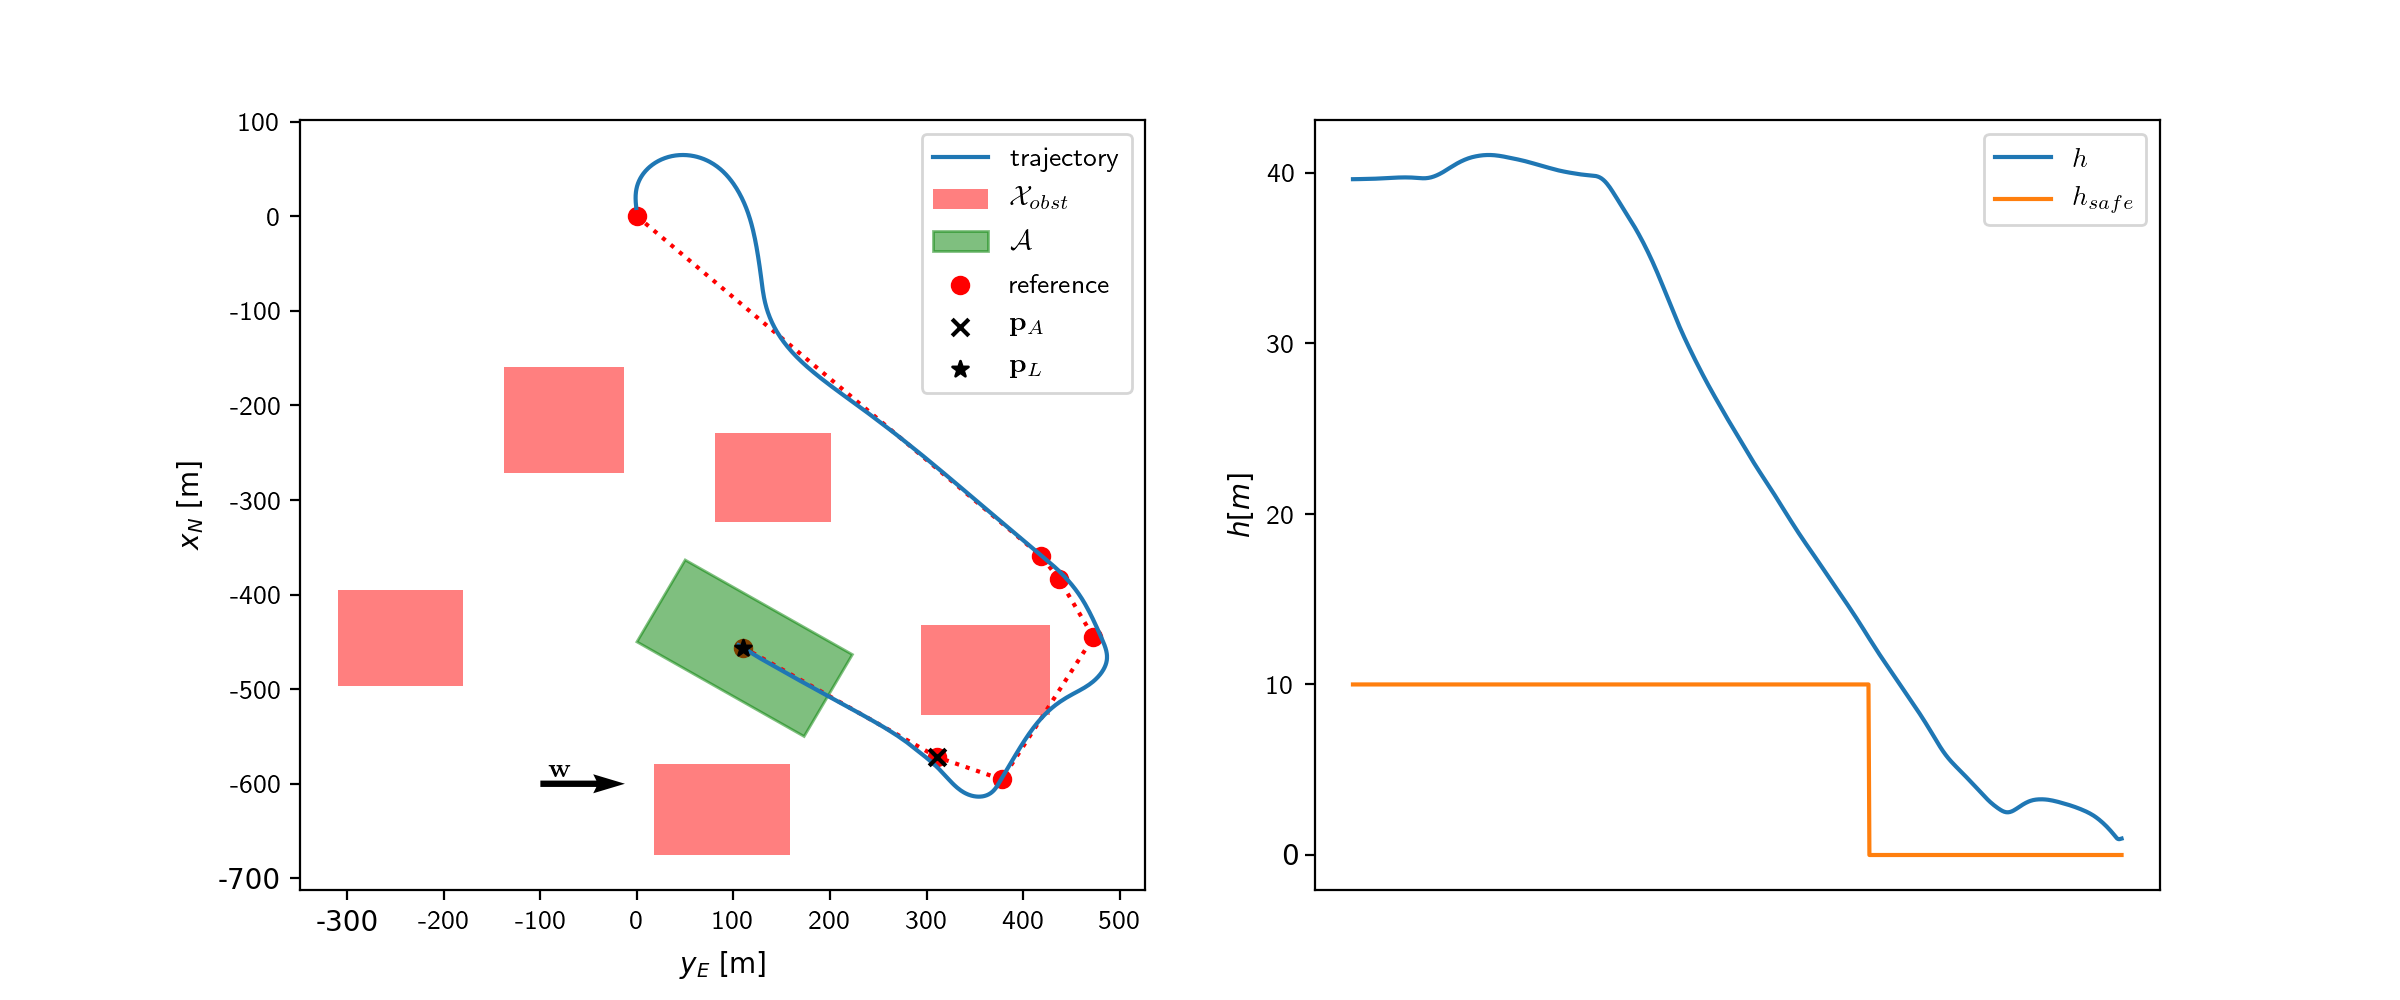 100
0
-100
-200
-300
-400
-500
-600
-700
x_N [m]
-300 -200 -100 0 100 200 300 400 500
y_E [m]
trajectory
𝒳_obst
𝒜
reference
p_A
p_L
w
40
30
20
10
0
h[m]
h
h_safe